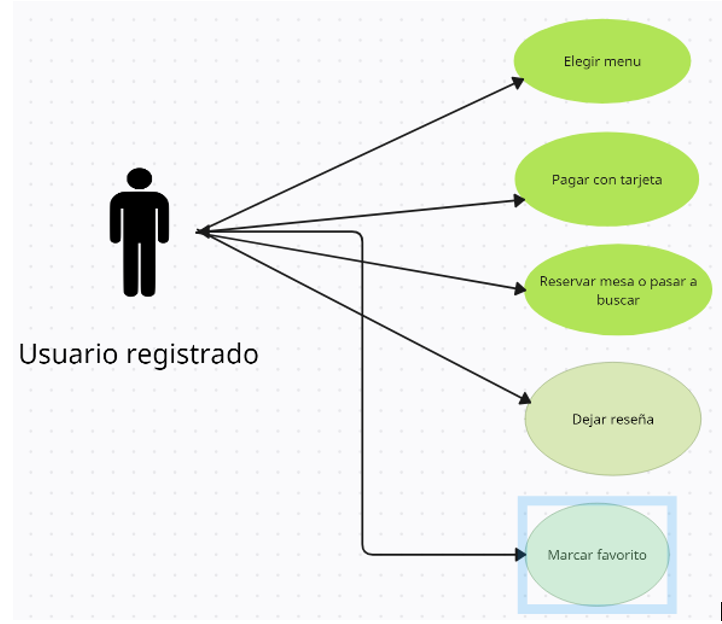 Elegir menu
Pagar con tarjeta
Reservar mesa o pasar a
buscar
Usuario registrado
Dejar reseña
Marcar favorito